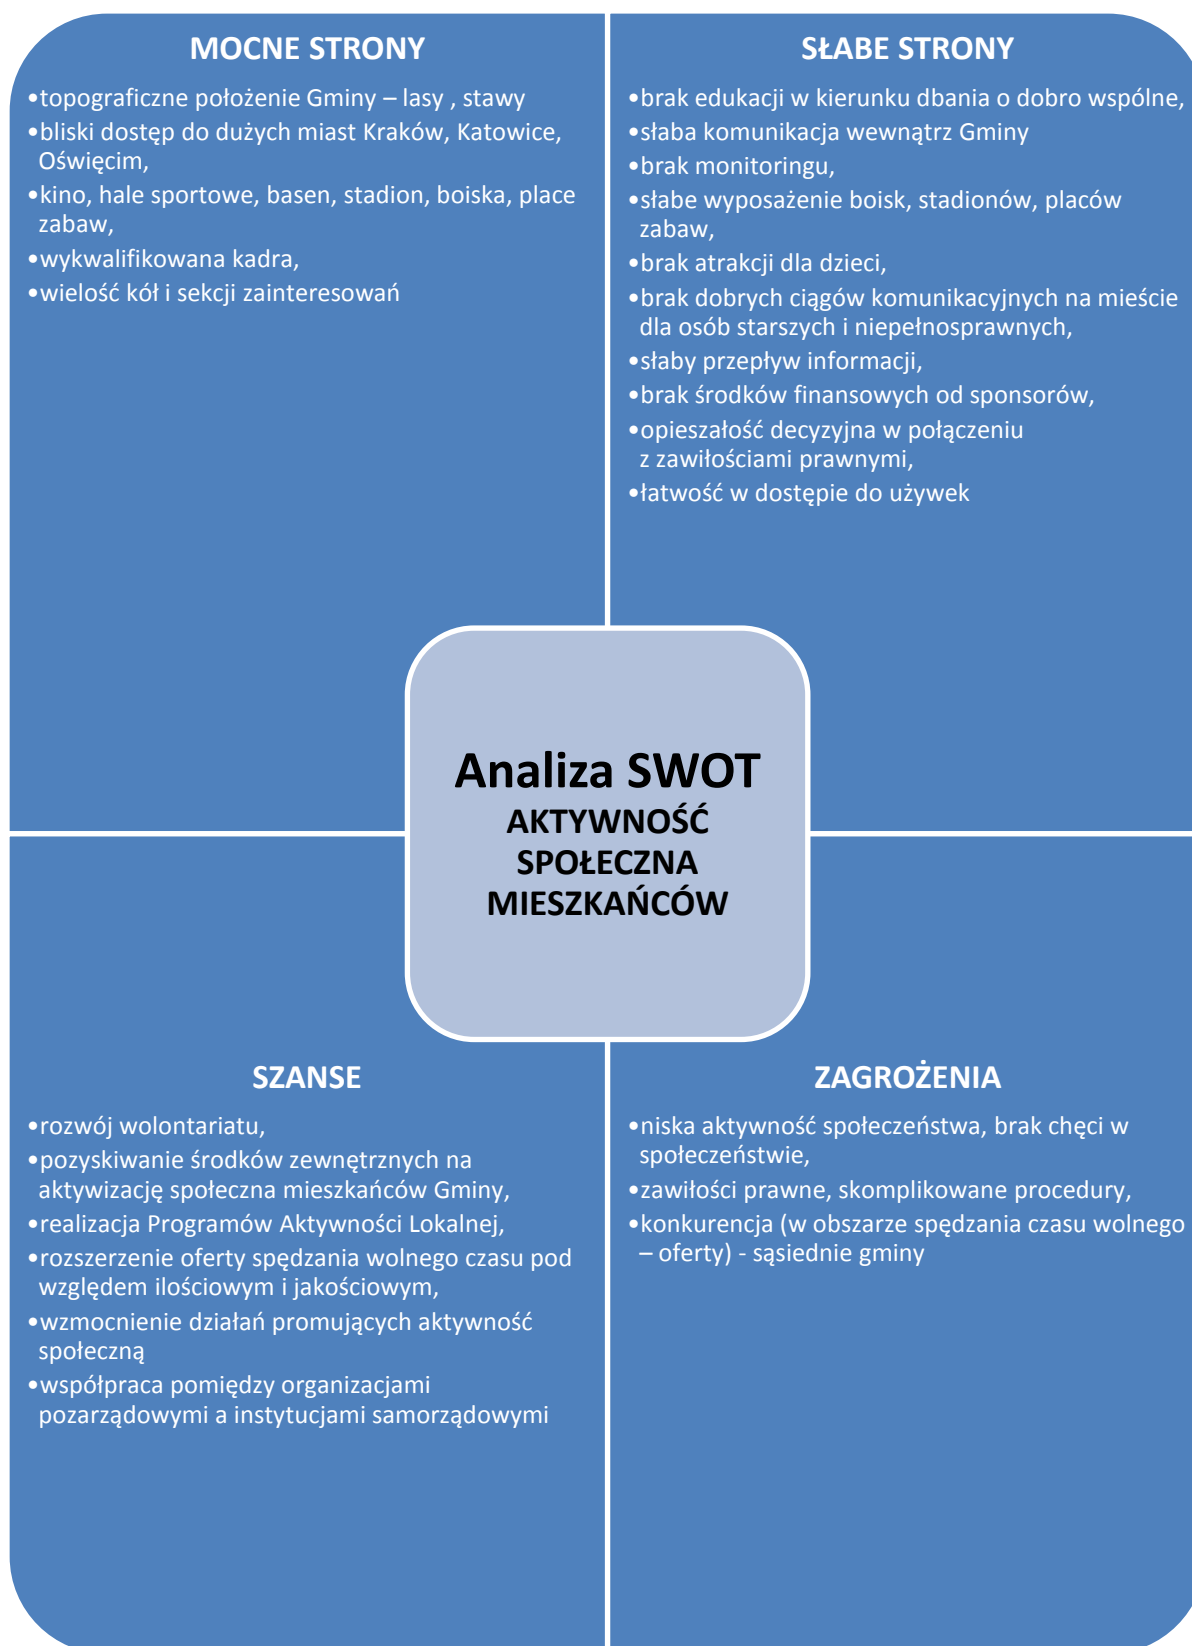 MOCNE STRONY
•topograficzne położenie Gminy – lasy , stawy
•bliski dostęp do dużych miast Kraków, Katowice,
Oświęcim,
•kino, hale sportowe, basen, stadion, boiska, place
zabaw,
•wykwalifikowana kadra,
•wielość kół i sekcji zainteresowań
SŁABE STRONY
•brak edukacji w kierunku dbania o dobro wspólne,
•słaba komunikacja wewnątrz Gminy
•brak monitoringu,
•słabe wyposażenie boisk, stadionów, placów
zabaw,
•brak atrakcji dla dzieci,
•brak dobrych ciągów komunikacyjnych na mieście
dla osób starszych i niepełnosprawnych,
•słaby przepływ informacji,
•brak środków finansowych od sponsorów,
•opieszałość decyzyjna w połączeniu
z zawiłościami prawnymi,
•łatwość w dostępie do używek
Analiza SWOT
AKTYWNOŚĆ
SPOŁECZNA
MIESZKAŃCÓW
SZANSE
•rozwój wolontariatu,
•pozyskiwanie środków zewnętrznych na
aktywizację społeczna mieszkańców Gminy,
•realizacja Programów Aktywności Lokalnej,
•rozszerzenie oferty spędzania wolnego czasu pod
względem ilościowym i jakościowym,
•wzmocnienie działań promujących aktywność
społeczną
•współpraca pomiędzy organizacjami
pozarządowymi a instytucjami samorządowymi
ZAGROŻENIA
•niska aktywność społeczeństwa, brak chęci w
społeczeństwie,
•zawiłości prawne, skomplikowane procedury,
•konkurencja (w obszarze spędzania czasu wolnego
– oferty) - sąsiednie gminy